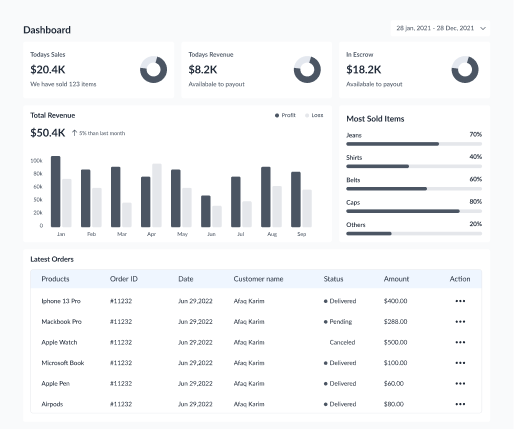 Dashboard
28 jan, 2021 - 28 Dec, 2021
Todays Sales
$20.4K
We have sold 123 items
Todays Revenue
$8.2K
Availabale to payout
In Escrow
$18.2K
Availabale to payout
Total Revenue
Profit
Loss
$50.4K
5% than last month
100k
80k
60k
50k
20k
0
Jan Feb Mar Apr May Jun Jul Aug Sep
Most Sold Items
Jeans 70%
Shirts 40%
Belts 60%
Caps 80%
Others 20%
Latest Orders
Products Order ID Date Customer name Status Amount Action
Iphone 13 Pro #11232 Jun 29,2022 Afaq Karim Delivered $400.00
Mackbook Pro #11232 Jun 29,2022 Afaq Karim Pending $288.00
Apple Watch #11232 Jun 29,2022 Afaq Karim Canceled $500.00
Microsoft Book #11232 Jun 29,2022 Afaq Karim Delivered $100.00
Apple Pen #11232 Jun 29,2022 Afaq Karim Delivered $60.00
Airpods #11232 Jun 29,2022 Afaq Karim Delivered $80.00